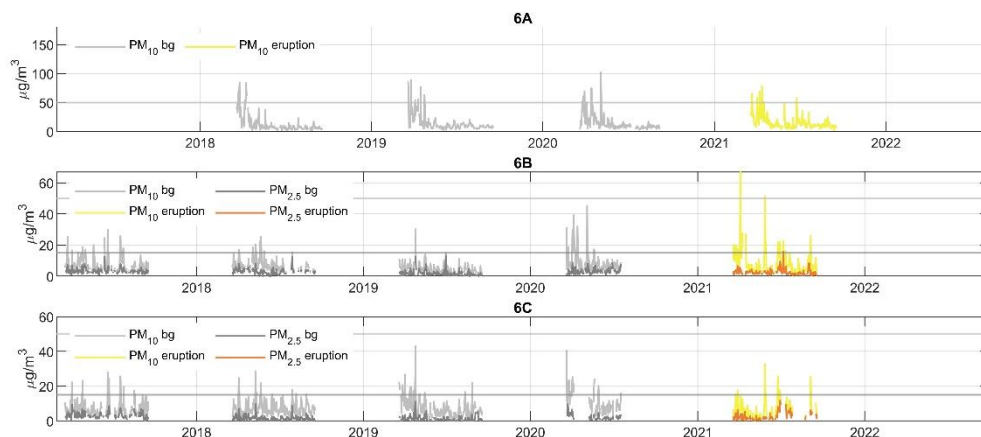 6A
PM10 bg PM10 eruption
150
100
50
0
μg/m3
2018 2019 2020 2021 2022
6B
PM10 bg PM2.5 bg
PM10 eruption PM2.5 eruption
60
40
20
0
μg/m3
2018 2019 2020 2021 2022
6C
PM10 bg PM2.5 bg
PM10 eruption PM2.5 eruption
60
40
20
0
μg/m3
2018 2019 2020 2021 2022